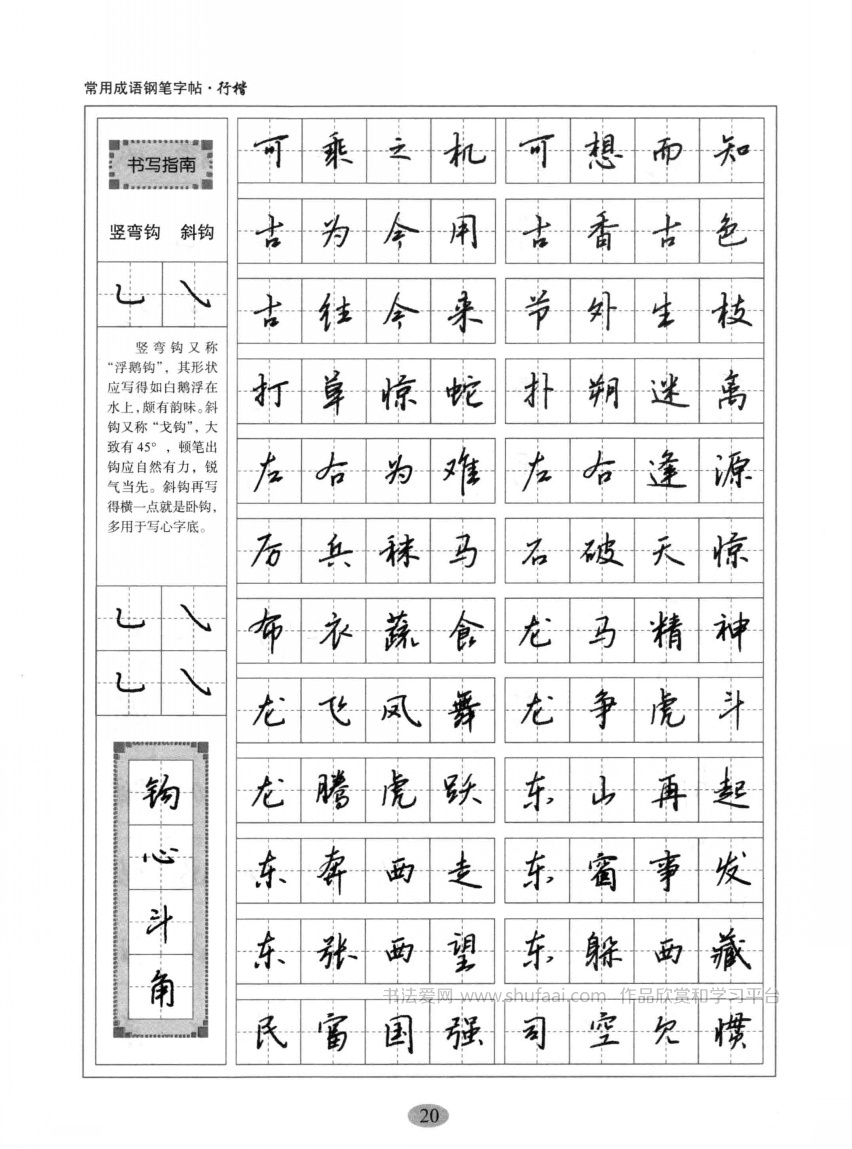 常用成语钢笔字帖·行楷
书写指南
竖弯钩 斜钩
乚 ㇂
竖弯钩又称
“浮鹅钩”，其形状
应写得如白鹅浮在
水上，颇有韵味。斜
钩又称“戈钩”，大
致有45°，顿笔出
钩应自然有力，锐
气当先。斜钩再写
得横一点就是卧钩，
多用于写心字底。
乚 ㇂
乚 ㇂
钩心斗角
可乘之机 可想而知
古为今用 古香古色
古往今来 节外生枝
打草惊蛇 扑朔迷离
左右为难 左右逢源
厉兵秣马 石破天惊
布衣蔬食 龙马精神
龙飞凤舞 龙争虎斗
龙腾虎跃 东山再起
东奔西走 东窗事发
东张西望 东躲西藏
民富国强 司空见惯
书法爱网 www.shufaai.com 作品欣赏和学习平台
20